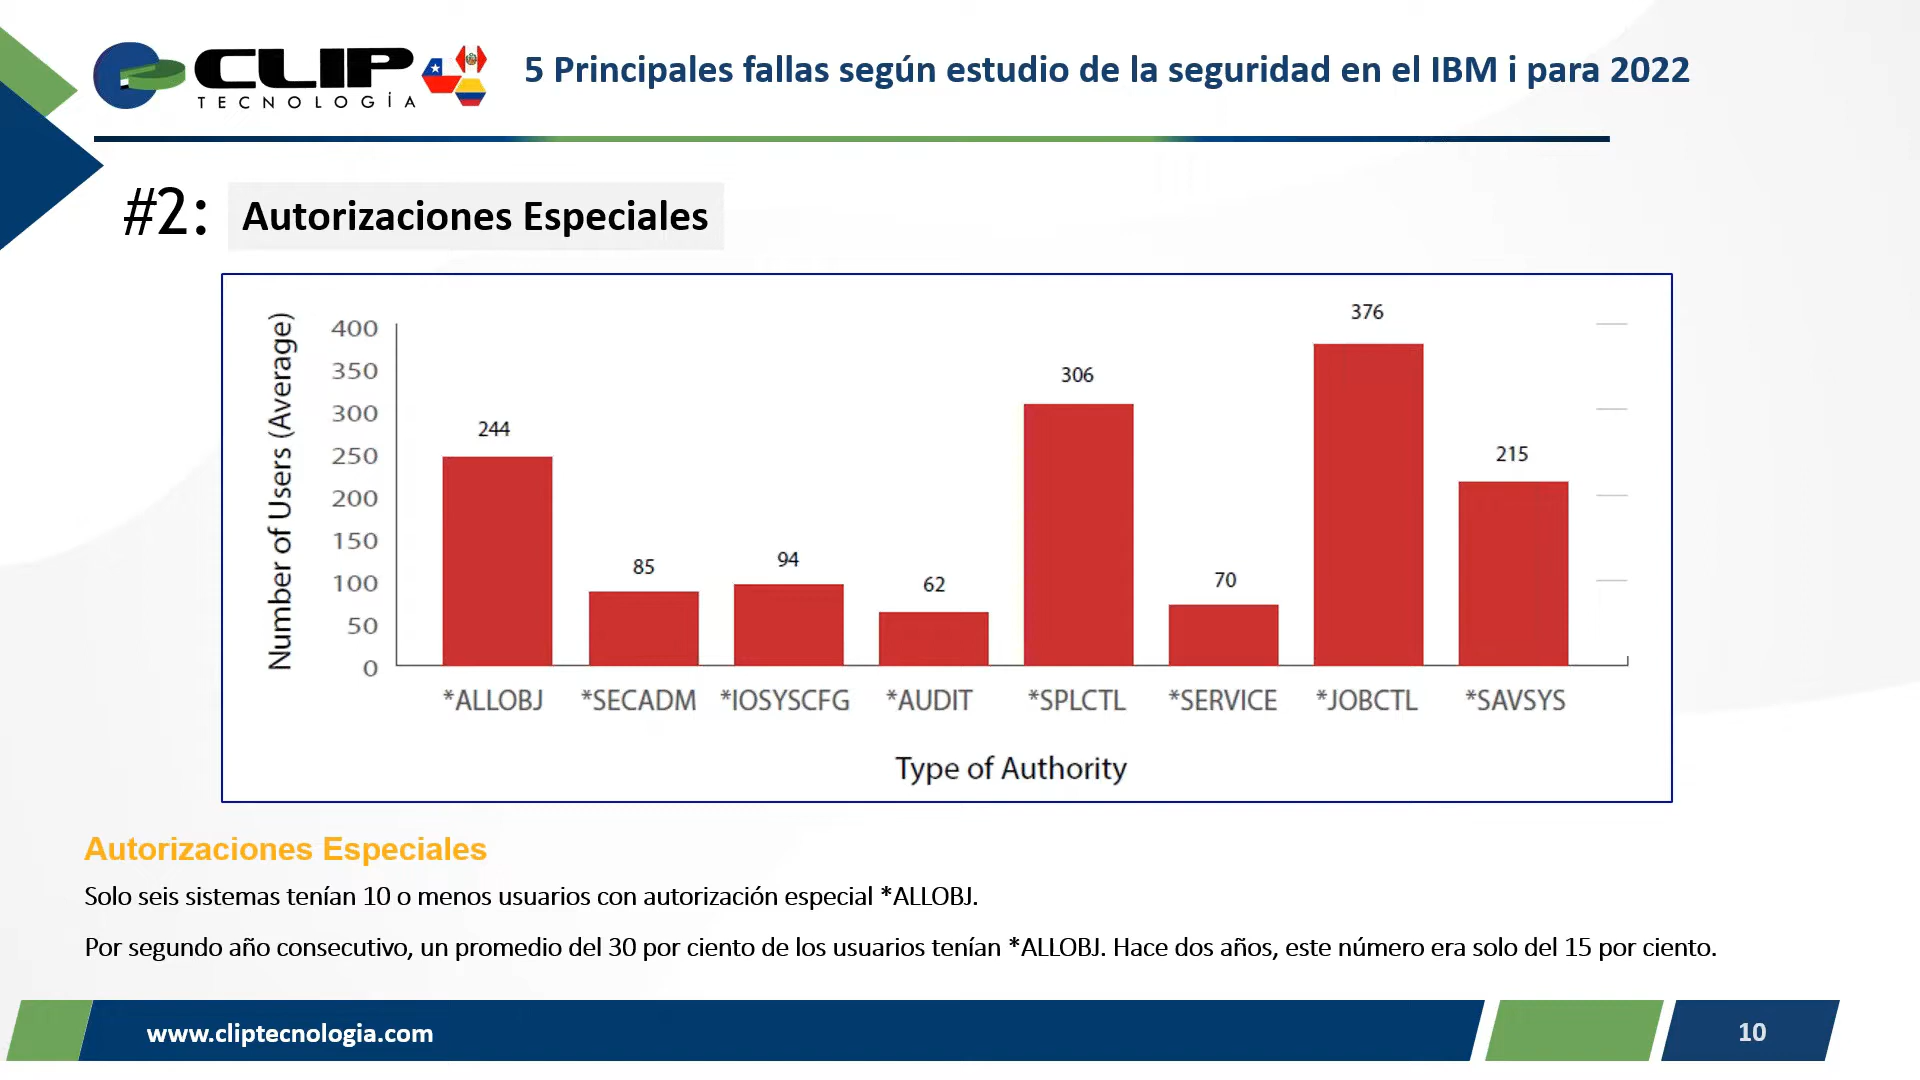 CLIP
TECNOLOGÍA
5 Principales fallas según estudio de la seguridad en el IBM i para 2022
#2:
Autorizaciones Especiales
Number of Users (Average)
400
350
300
250
200
150
100
50
0
244
85
94
62
306
70
376
215
*ALLOBJ *SECADM *IOSYSCFG *AUDIT *SPLCTL *SERVICE *JOBCTL *SAVSYS
Type of Authority
Autorizaciones Especiales
Solo seis sistemas tenían 10 o menos usuarios con autorización especial *ALLOBJ.
Por segundo año consecutivo, un promedio del 30 por ciento de los usuarios tenían *ALLOBJ. Hace dos años, este número era solo del 15 por ciento.
www.cliptecnologia.com
10